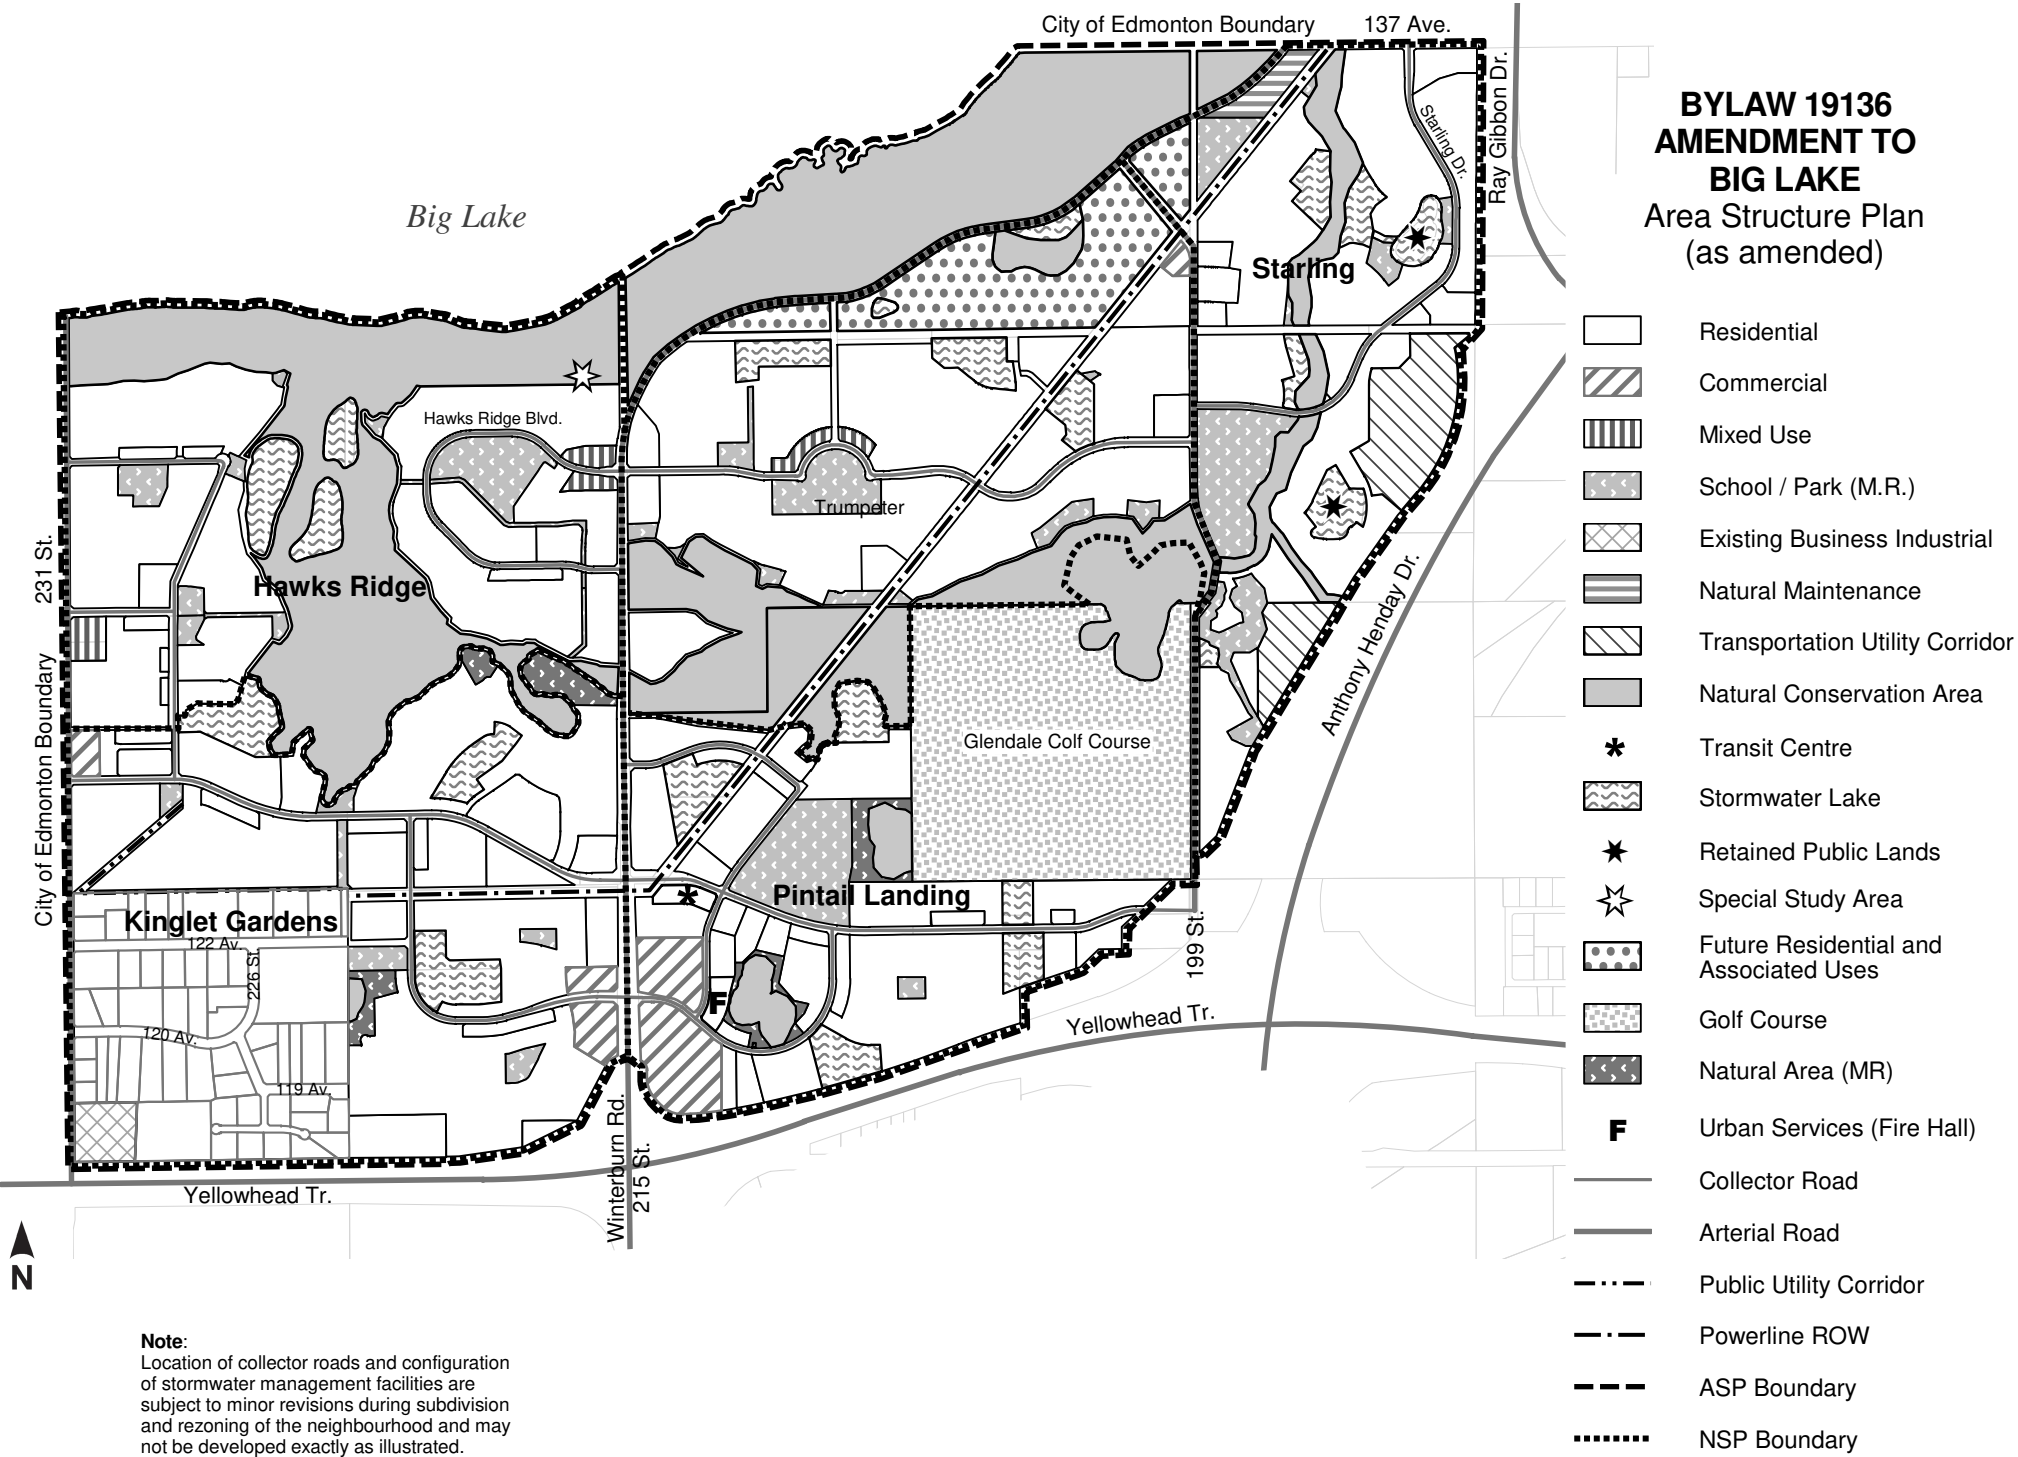 City of Edmonton Boundary
137 Ave.
Ray Gibbon Dr.
Starling Dr.
Big Lake
Starling
Hawks Ridge Blvd.
Trumpeter
231 St.
Hawks Ridge
Anthony Henday Dr.
City of Edmonton Boundary
Glendale Colf Course
Pintail Landing
Kinglet Gardens
122 Av.
226 St.
199 St.
F
120 Av.
Yellowhead Tr.
119 Av.
Winterburn Rd.
215 St.
Yellowhead Tr.
N
Note:
Location of collector roads and configuration
of stormwater management facilities are
subject to minor revisions during subdivision
and rezoning of the neighbourhood and may
not be developed exactly as illustrated.
BYLAW 19136
AMENDMENT TO
BIG LAKE
Area Structure Plan
(as amended)
Residential
Commercial
Mixed Use
School / Park (M.R.)
Existing Business Industrial
Natural Maintenance
Transportation Utility Corridor
Natural Conservation Area
Transit Centre
Stormwater Lake
Retained Public Lands
Special Study Area
Future Residential and
Associated Uses
Golf Course
Natural Area (MR)
F Urban Services (Fire Hall)
Collector Road
Arterial Road
Public Utility Corridor
Powerline ROW
ASP Boundary
NSP Boundary